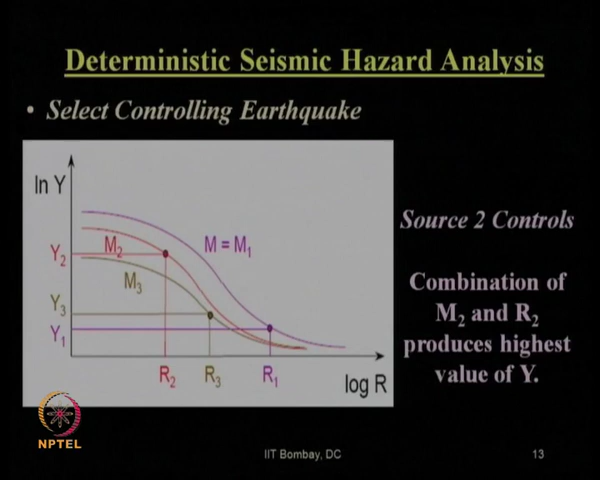 Deterministic Seismic Hazard Analysis
• Select Controlling Earthquake
ln Y
M₂
M = M₁
Y₂
M₃
Y₃
Y₁
R₂ R₃ R₁
log R
Source 2 Controls
Combination of
M₂ and R₂
produces highest
value of Y.
NPTEL
IIT Bombay, DC
13